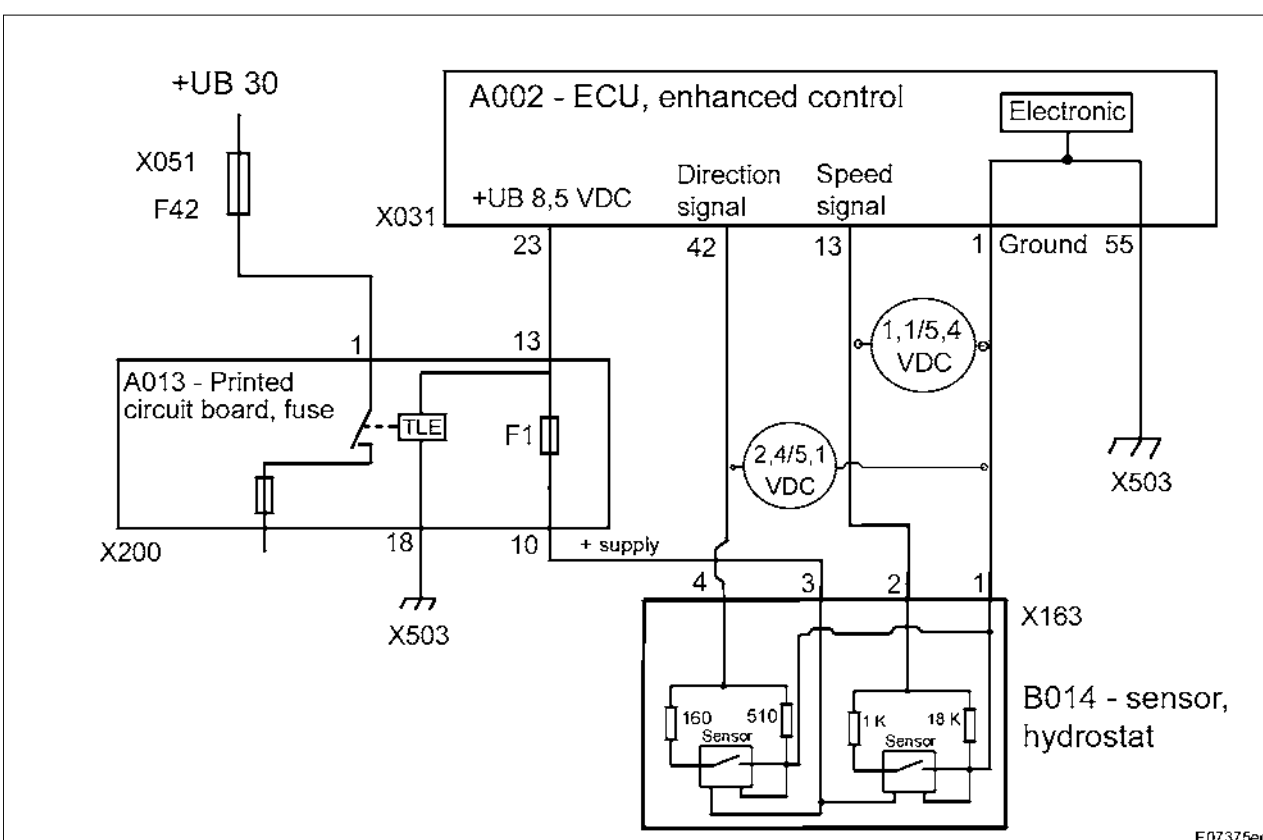 +UB 30
X051
F42
A002 - ECU, enhanced control
Electronic
+UB 8,5 VDC
Direction
signal
Speed
signal
X031
23
42
13
1
Ground
55
1
13
A013 - Printed
circuit board, fuse
TLE
F1
1,1/5,4
VDC
2,4/5,1
VDC
X503
X200
18
10
+ supply
X503
4
3
2
1
X163
160
510
Sensor
1 K
18 K
Sensor
B014 - sensor,
hydrostat